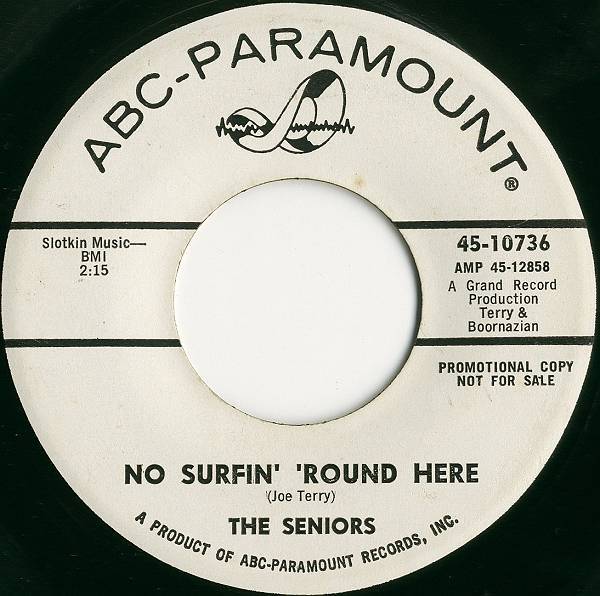 ABC-PARAMOUNT®
Slotkin Music—
BMI
2:15
45-10736
AMP 45-12858
A Grand Record
Production
Terry &
Boornazian
PROMOTIONAL COPY
NOT FOR SALE
NO SURFIN' 'ROUND HERE
(Joe Terry)
THE SENIORS
A PRODUCT OF ABC-PARAMOUNT RECORDS, INC.